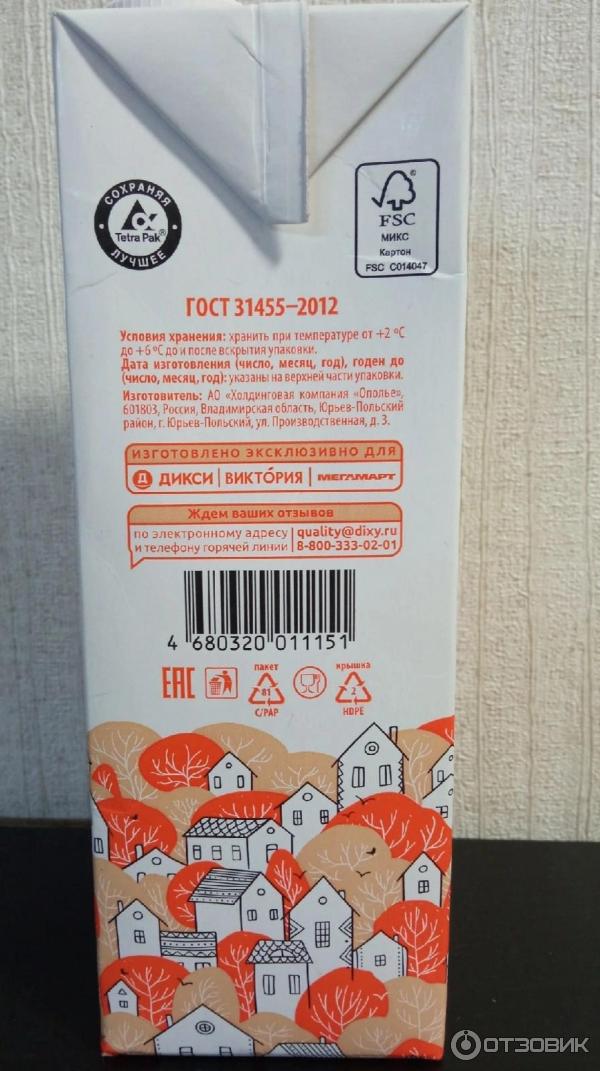 СОХРАНЯЯ
Tetra Pak®
ЛУЧШЕЕ
FSC
МИКС
Картон
FSC C014047
ГОСТ 31455–2012
Условия хранения: хранить при температуре от +2 °C
до +6 °C до и после вскрытия упаковки.
Дата изготовления (число, месяц, год), годен до
(число, месяц, год): указаны на верхней части упаковки.
Изготовитель: АО «Холдинговая компания «Ополье»,
601803, Россия, Владимирская область, Юрьев-Польский
район, г. Юрьев-Польский, ул. Производственная, д. 3.
ИЗГОТОВЛЕНО ЭКСКЛЮЗИВНО ДЛЯ
Д ДИКСИ | ВИКТÓРИЯ | МЕГАМАРТ
Ждем ваших отзывов
по электронному адресу | quality@dixy.ru
и телефону горячей линии | 8-800-333-02-01
4 680320 011151
EAC
пакет
81
C/PAP
крышка
2
HDPE
ОТЗОВИК